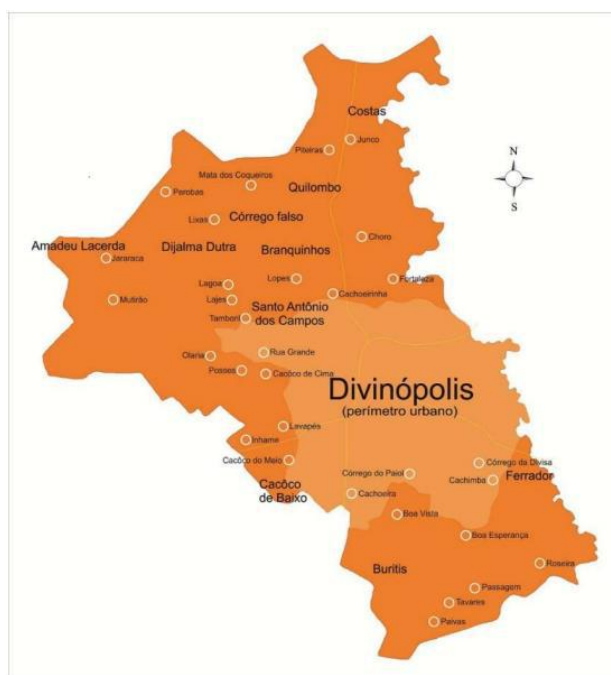 Costas
Junco
Piteiras
N
S
Mata dos Coqueiros
Quilombo
Perobas
Lixas
Córrego falso
Choro
Amadeu Lacerda
Dijalma Dutra
Branquinhos
Jararaca
Lopes
Fortaleza
Lagoa
Cachoeirinha
Mutirão
Lajes
Santo Antônio
dos Campos
Tamboril
Olaria
Rua Grande
Posses
Cacôco de Cima
Divinópolis
(perímetro urbano)
Lavapés
Inhame
Cacôco do Meio
Córrego da Divisa
Córrego do Paiol
Cachimba
Ferrador
Cacôco
de Baixo
Cachoeira
Boa Vista
Boa Esperança
Buritis
Roseira
Passagem
Tavares
Paivas